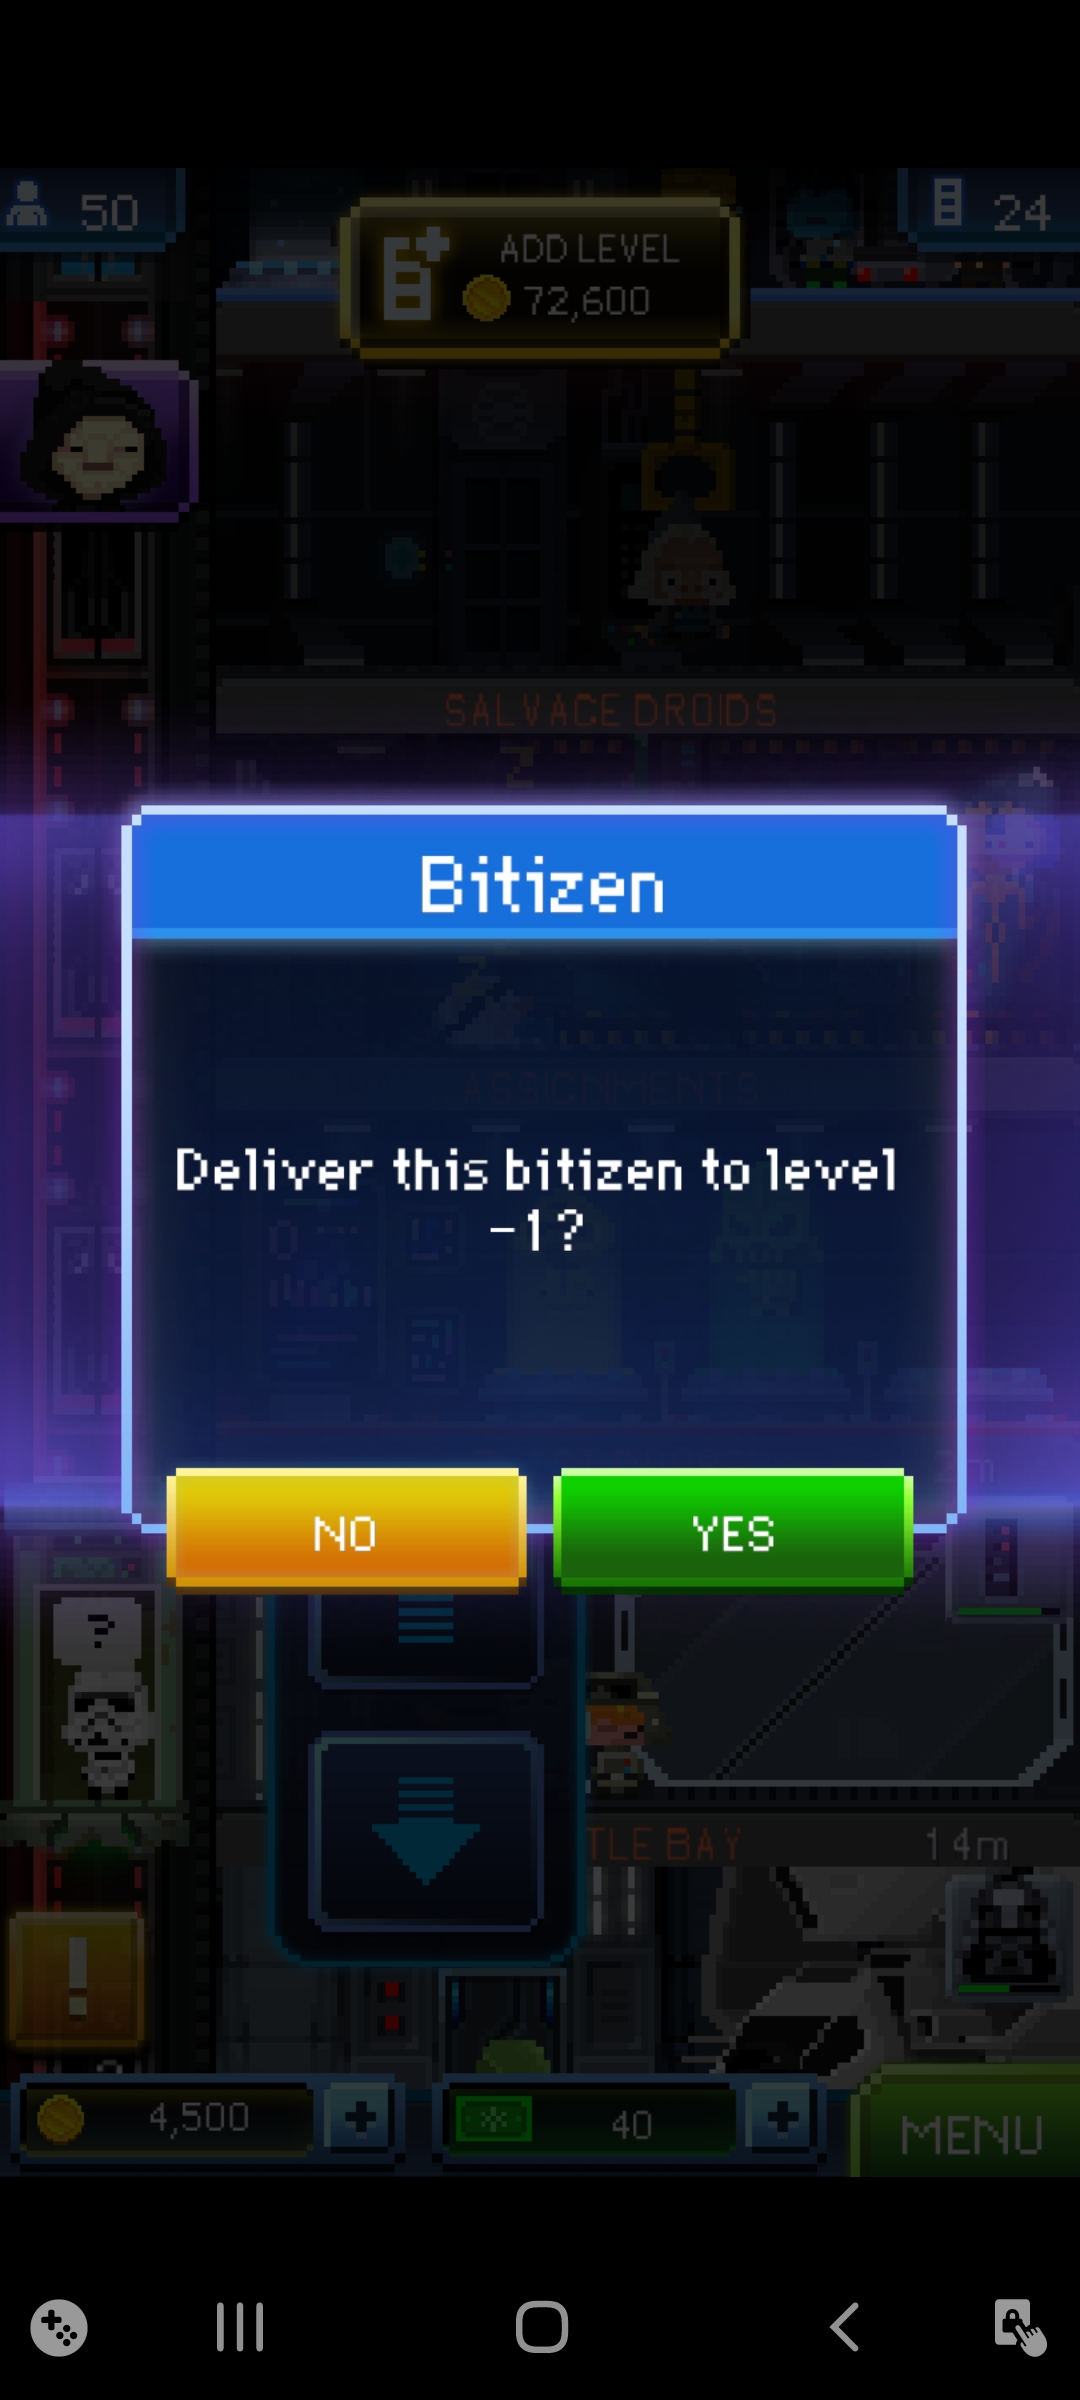 50
24
ADD LEVEL
72,600
SALVAGE DROIDS
Bitizen
ASSIGNMENTS
Deliver this bitizen to level
-1?
NO
YES
?
TLE BAY
14m
!
4,500
40
MENU